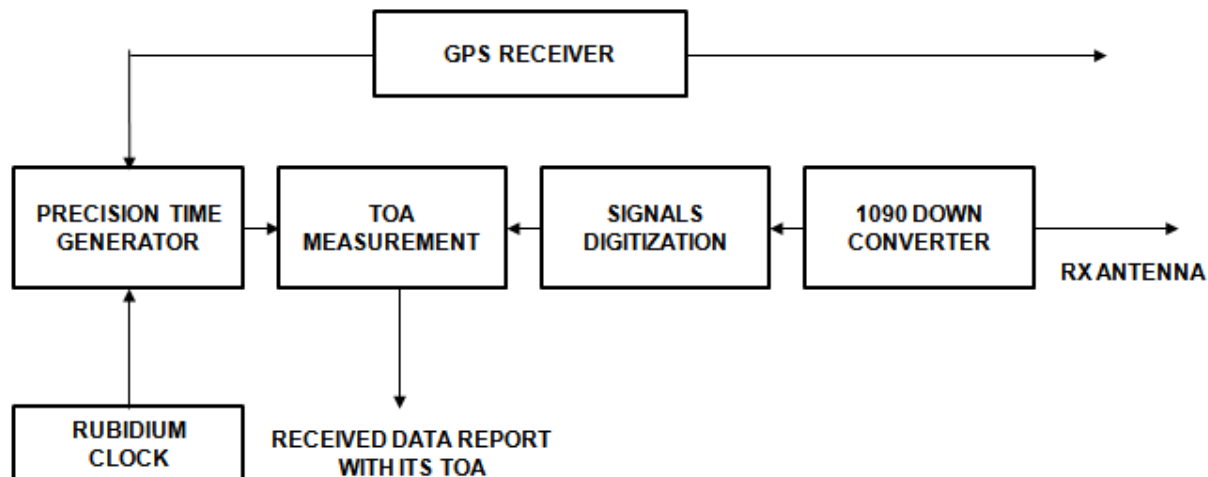 GPS RECEIVER
PRECISION TIME
GENERATOR
TOA
MEASUREMENT
SIGNALS
DIGITIZATION
1090 DOWN
CONVERTER
RX ANTENNA
RUBIDIUM
CLOCK
RECEIVED DATA REPORT
WITH ITS TOA